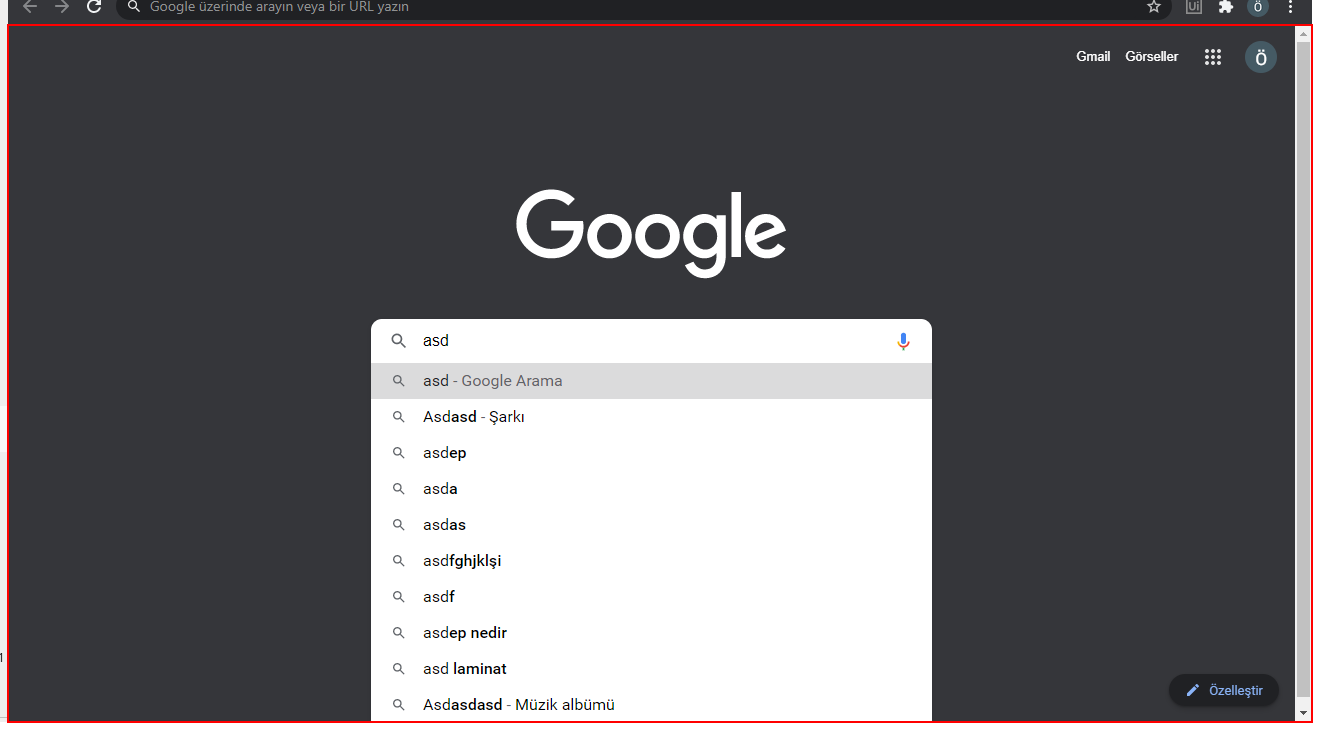 Google üzerinde arayın veya bir URL yazın
Ui
Ö
Gmail Görseller
Ö
Google
asd
asd - Google Arama
Asdasd - Şarkı
asdep
asda
asdas
asdfghjklşi
asdf
asdep nedir
asd laminat
Asdasdasd - Müzik albümü
Özelleştir
1